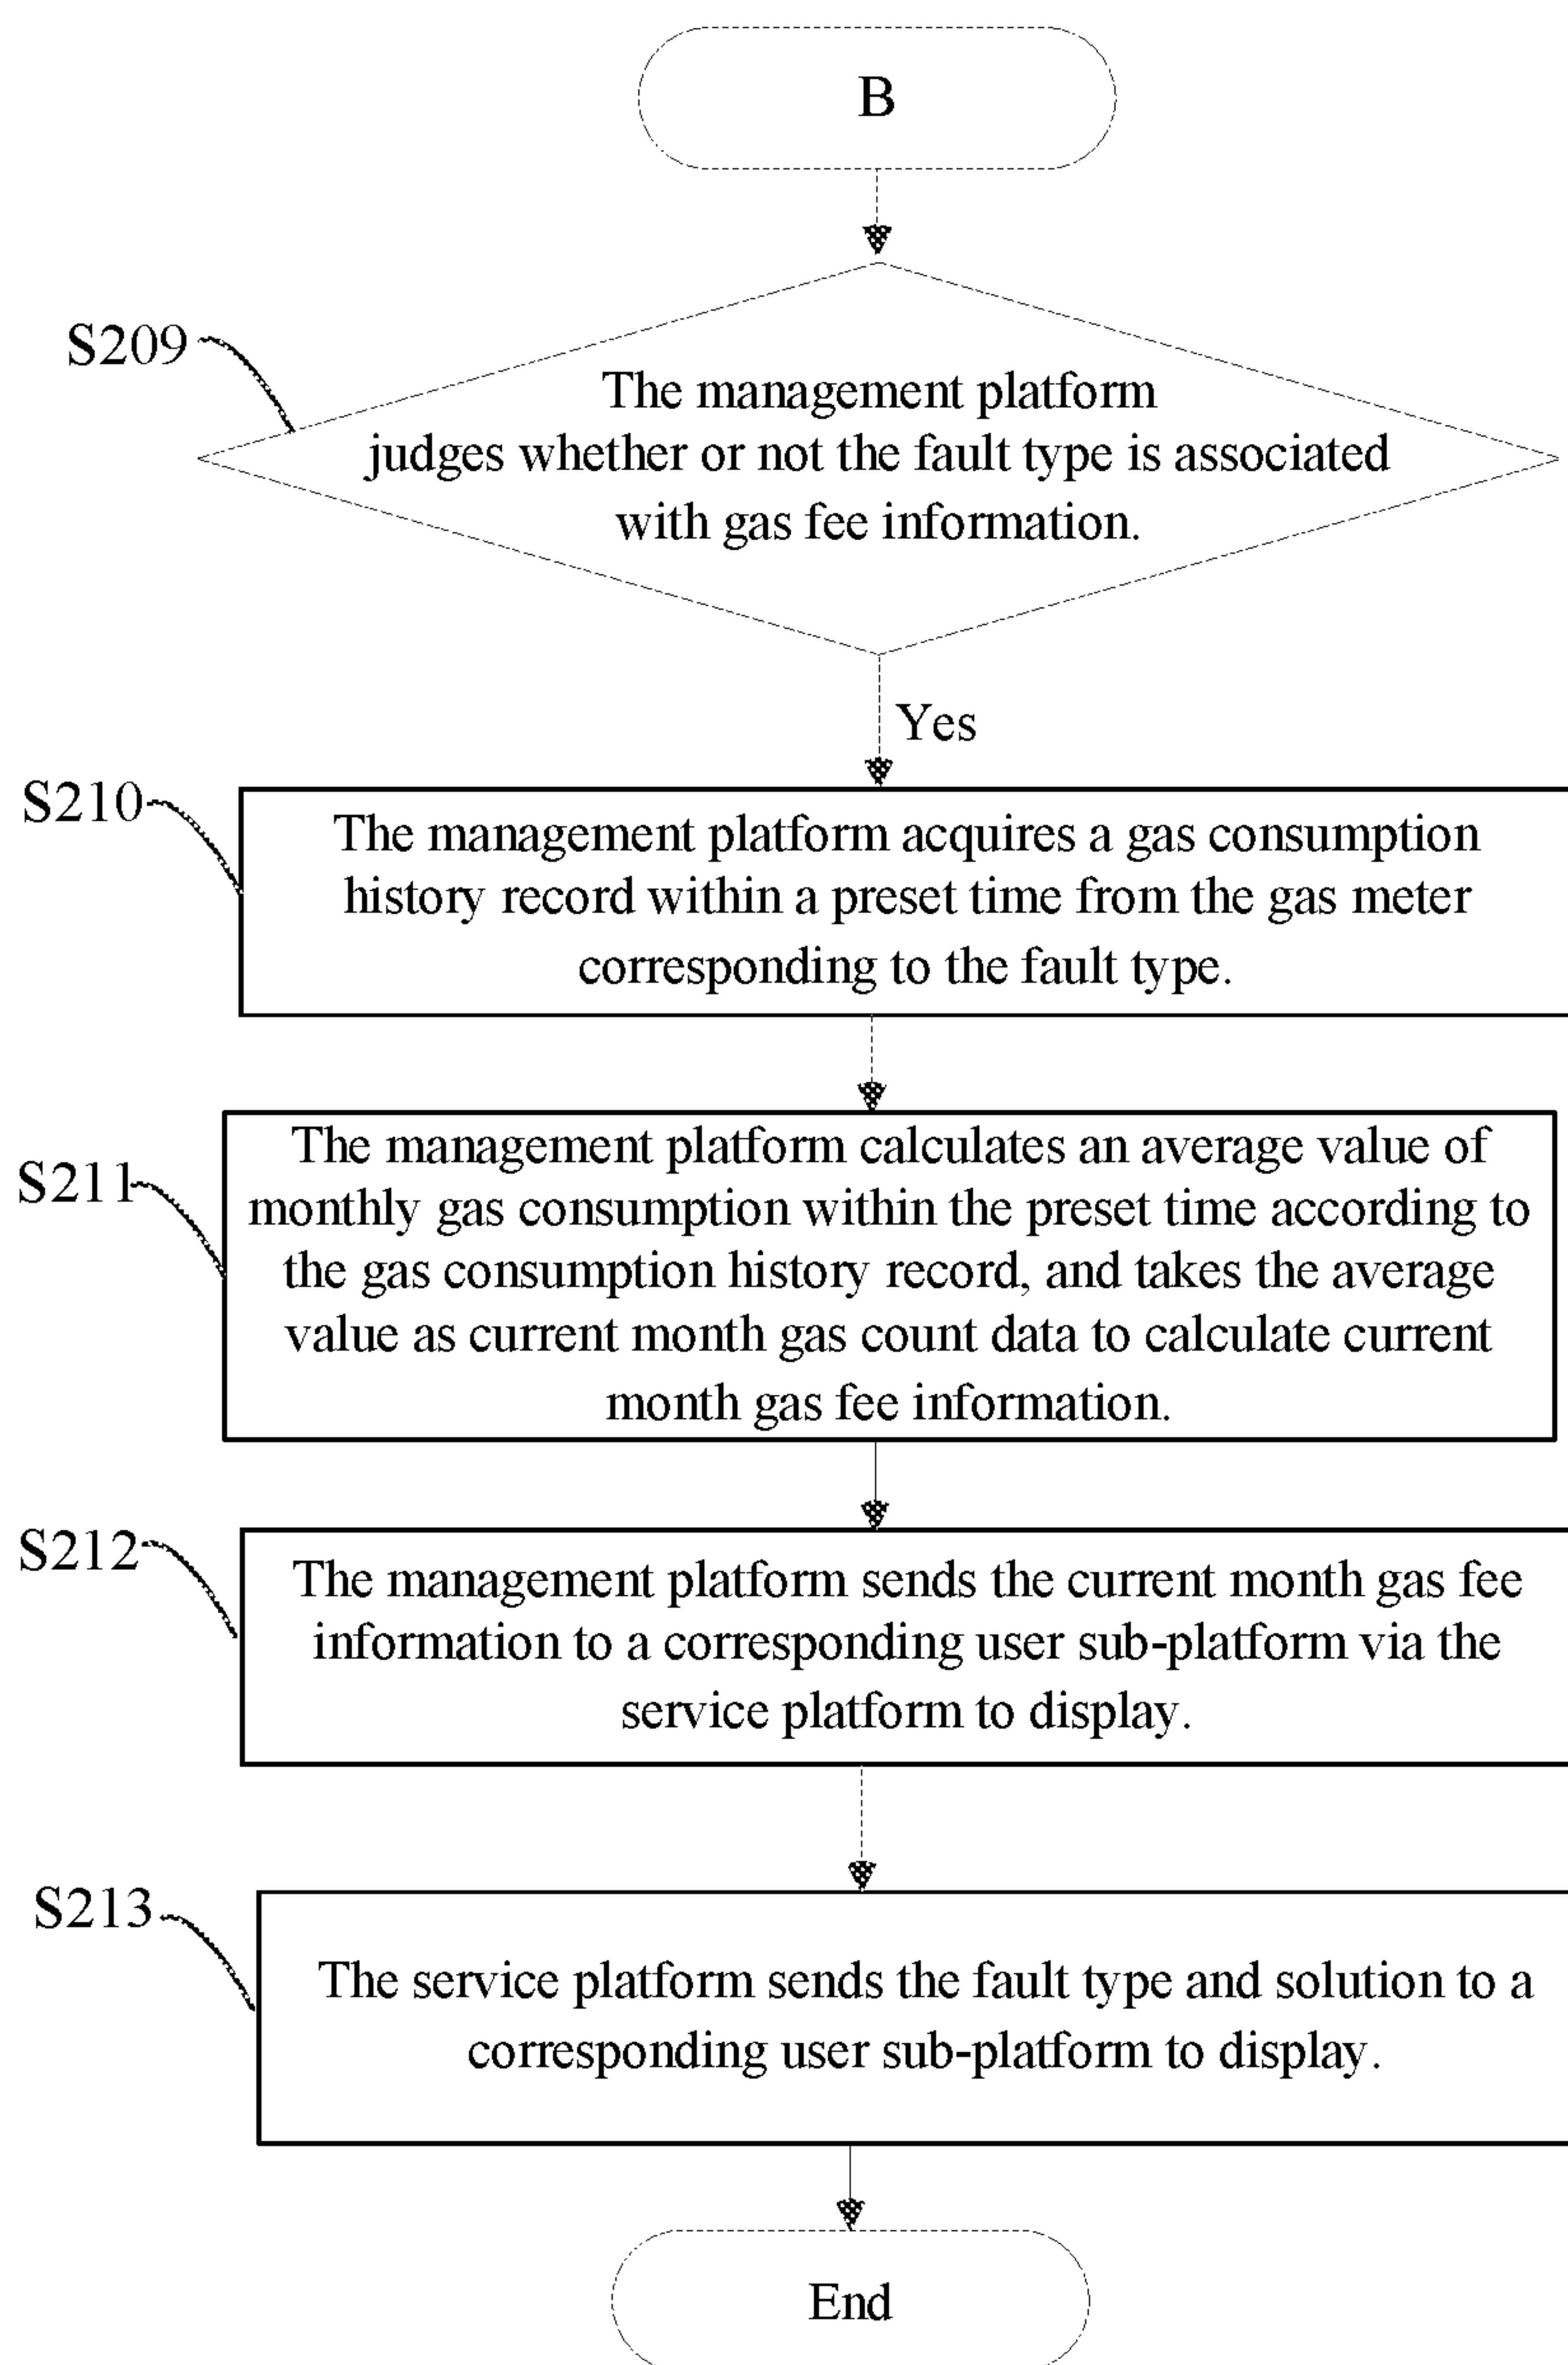 B
S209
The management platform
judges whether or not the fault type is associated
with gas fee information.
Yes
S210
The management platform acquires a gas consumption
history record within a preset time from the gas meter
corresponding to the fault type.
S211
The management platform calculates an average value of
monthly gas consumption within the preset time according to
the gas consumption history record, and takes the average
value as current month gas count data to calculate current
month gas fee information.
S212
The management platform sends the current month gas fee
information to a corresponding user sub-platform via the
service platform to display.
S213
The service platform sends the fault type and solution to a
corresponding user sub-platform to display.
End